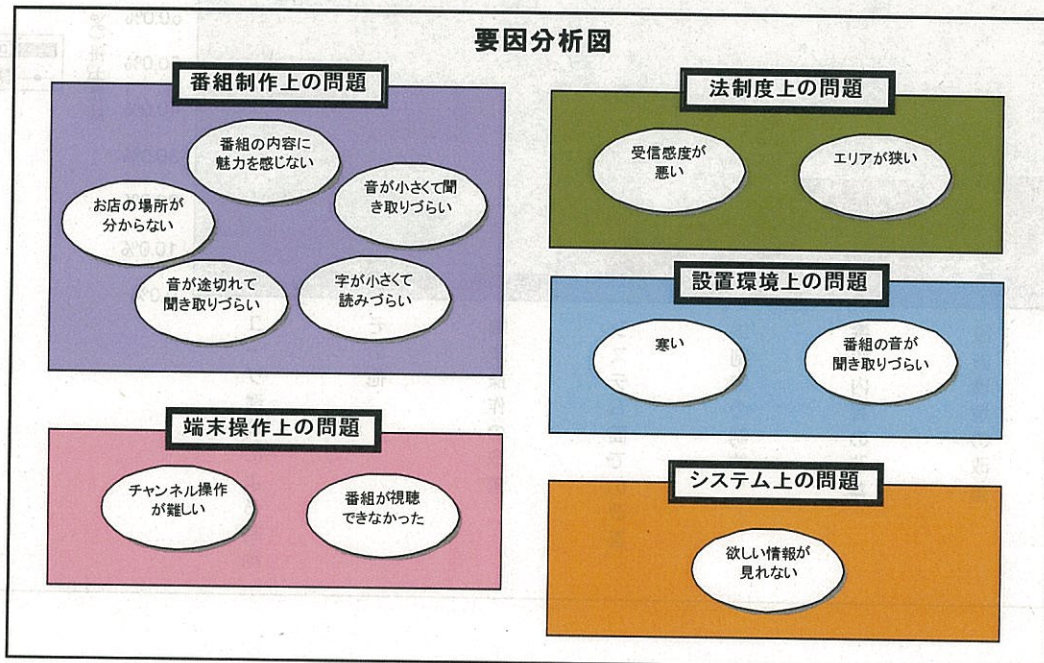 要因分析図
番組制作上の問題
番組の内容に
魅力を感じない
お店の場所が
分からない
音が小さくて聞
き取りづらい
音が途切れて
聞き取りづらい
字が小さくて
読みづらい
端末操作上の問題
チャンネル操作
が難しい
番組が視聴
できなかった
法制度上の問題
受信感度が
悪い
エリアが狭い
設置環境上の問題
寒い
番組の音が
聞き取りづらい
システム上の問題
欲しい情報が
見れない